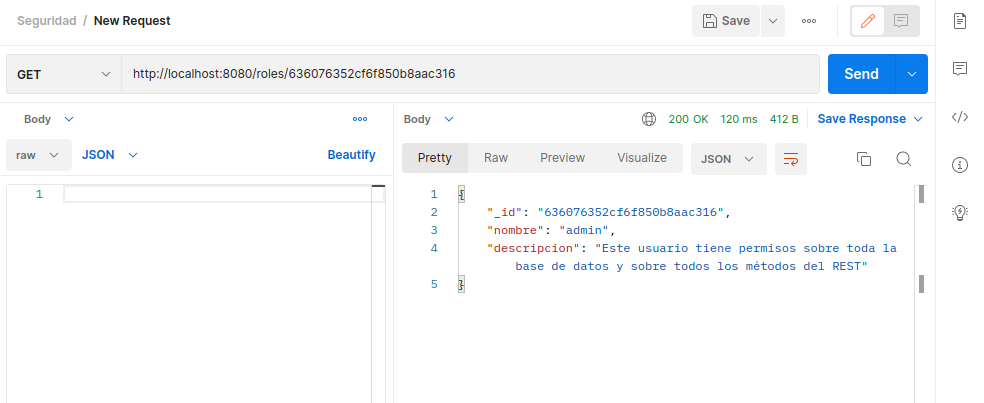 Seguridad / New Request
Save
GET http://localhost:8080/roles/636076352cf6f850b8aac316 Send
Body
raw JSON Beautify
1
Body 200 OK 120 ms 412 B Save Response
Pretty Raw Preview Visualize JSON
1 {
2 "_id": "636076352cf6f850b8aac316",
3 "nombre": "admin",
4 "descripcion": "Este usuario tiene permisos sobre toda la
base de datos y sobre todos los métodos del REST"
5 }